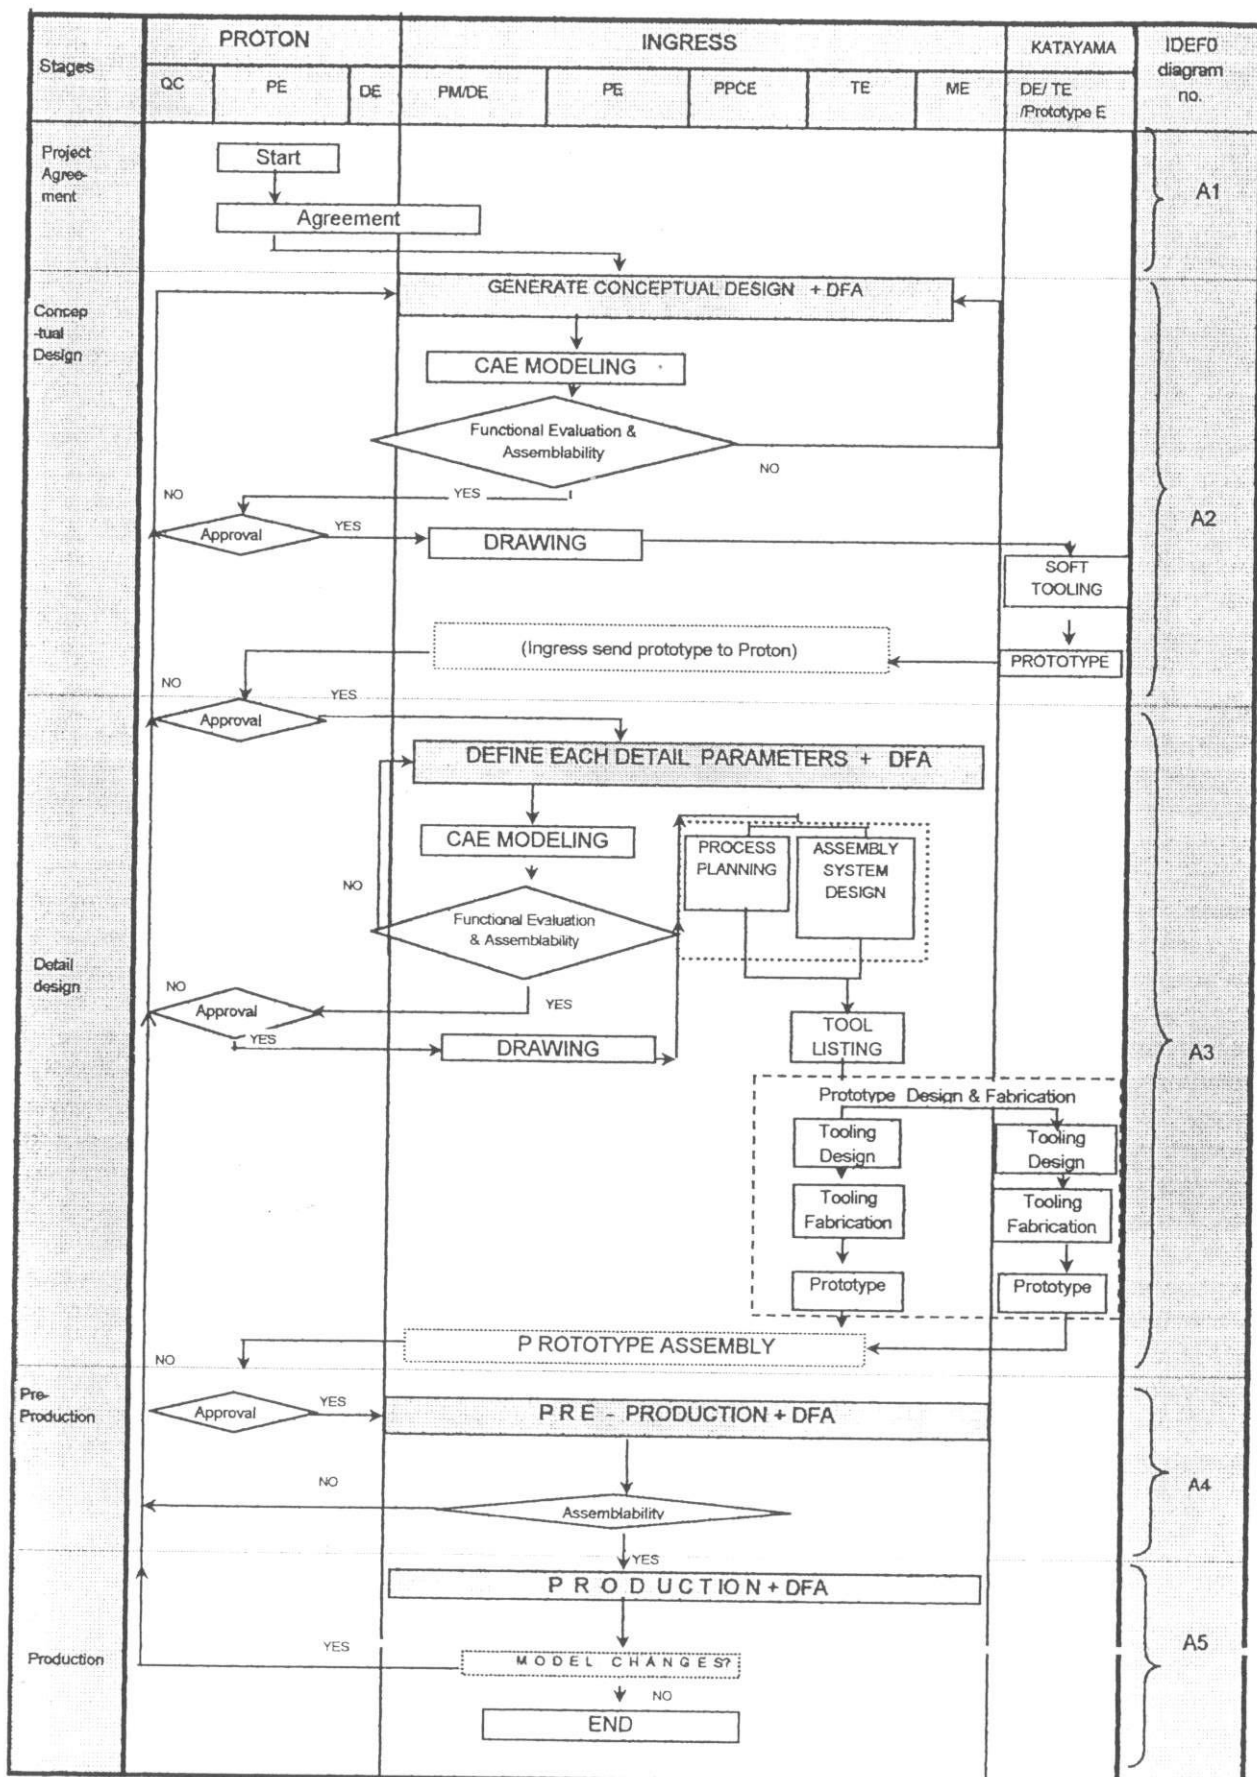 PROTON
INGRESS
KATAYAMA
IDEF0
diagram
no.
Stages
QC
PE
DE
PM/DE
PE
PPCE
TE
ME
DE/ TE
/Prototype E
Project
Agree-
ment
Start
Agreement
A1
GENERATE CONCEPTUAL DESIGN + DFA
Concep
-tual
Design
CAE MODELING
Functional Evaluation &
Assemblability
NO
NO
YES
Approval
YES
DRAWING
A2
SOFT
TOOLING
(Ingress send prototype to Proton)
PROTOTYPE
NO
YES
Approval
DEFINE EACH DETAIL PARAMETERS + DFA
CAE MODELING
PROCESS
PLANNING
ASSEMBLY
SYSTEM
DESIGN
NO
Functional Evaluation
& Assemblability
Detail
design
NO
Approval
YES
YES
DRAWING
TOOL
LISTING
A3
Prototype Design & Fabrication
Tooling
Design
Tooling
Design
Tooling
Fabrication
Tooling
Fabrication
Prototype
Prototype
P ROTOTYPE ASSEMBLY
NO
Pre-
Production
Approval
YES
P R E - PRODUCTION + DFA
NO
Assemblability
A4
YES
P R O D U C T I O N + DFA
Production
YES
M O D E L C H A N G E S?
A5
NO
END